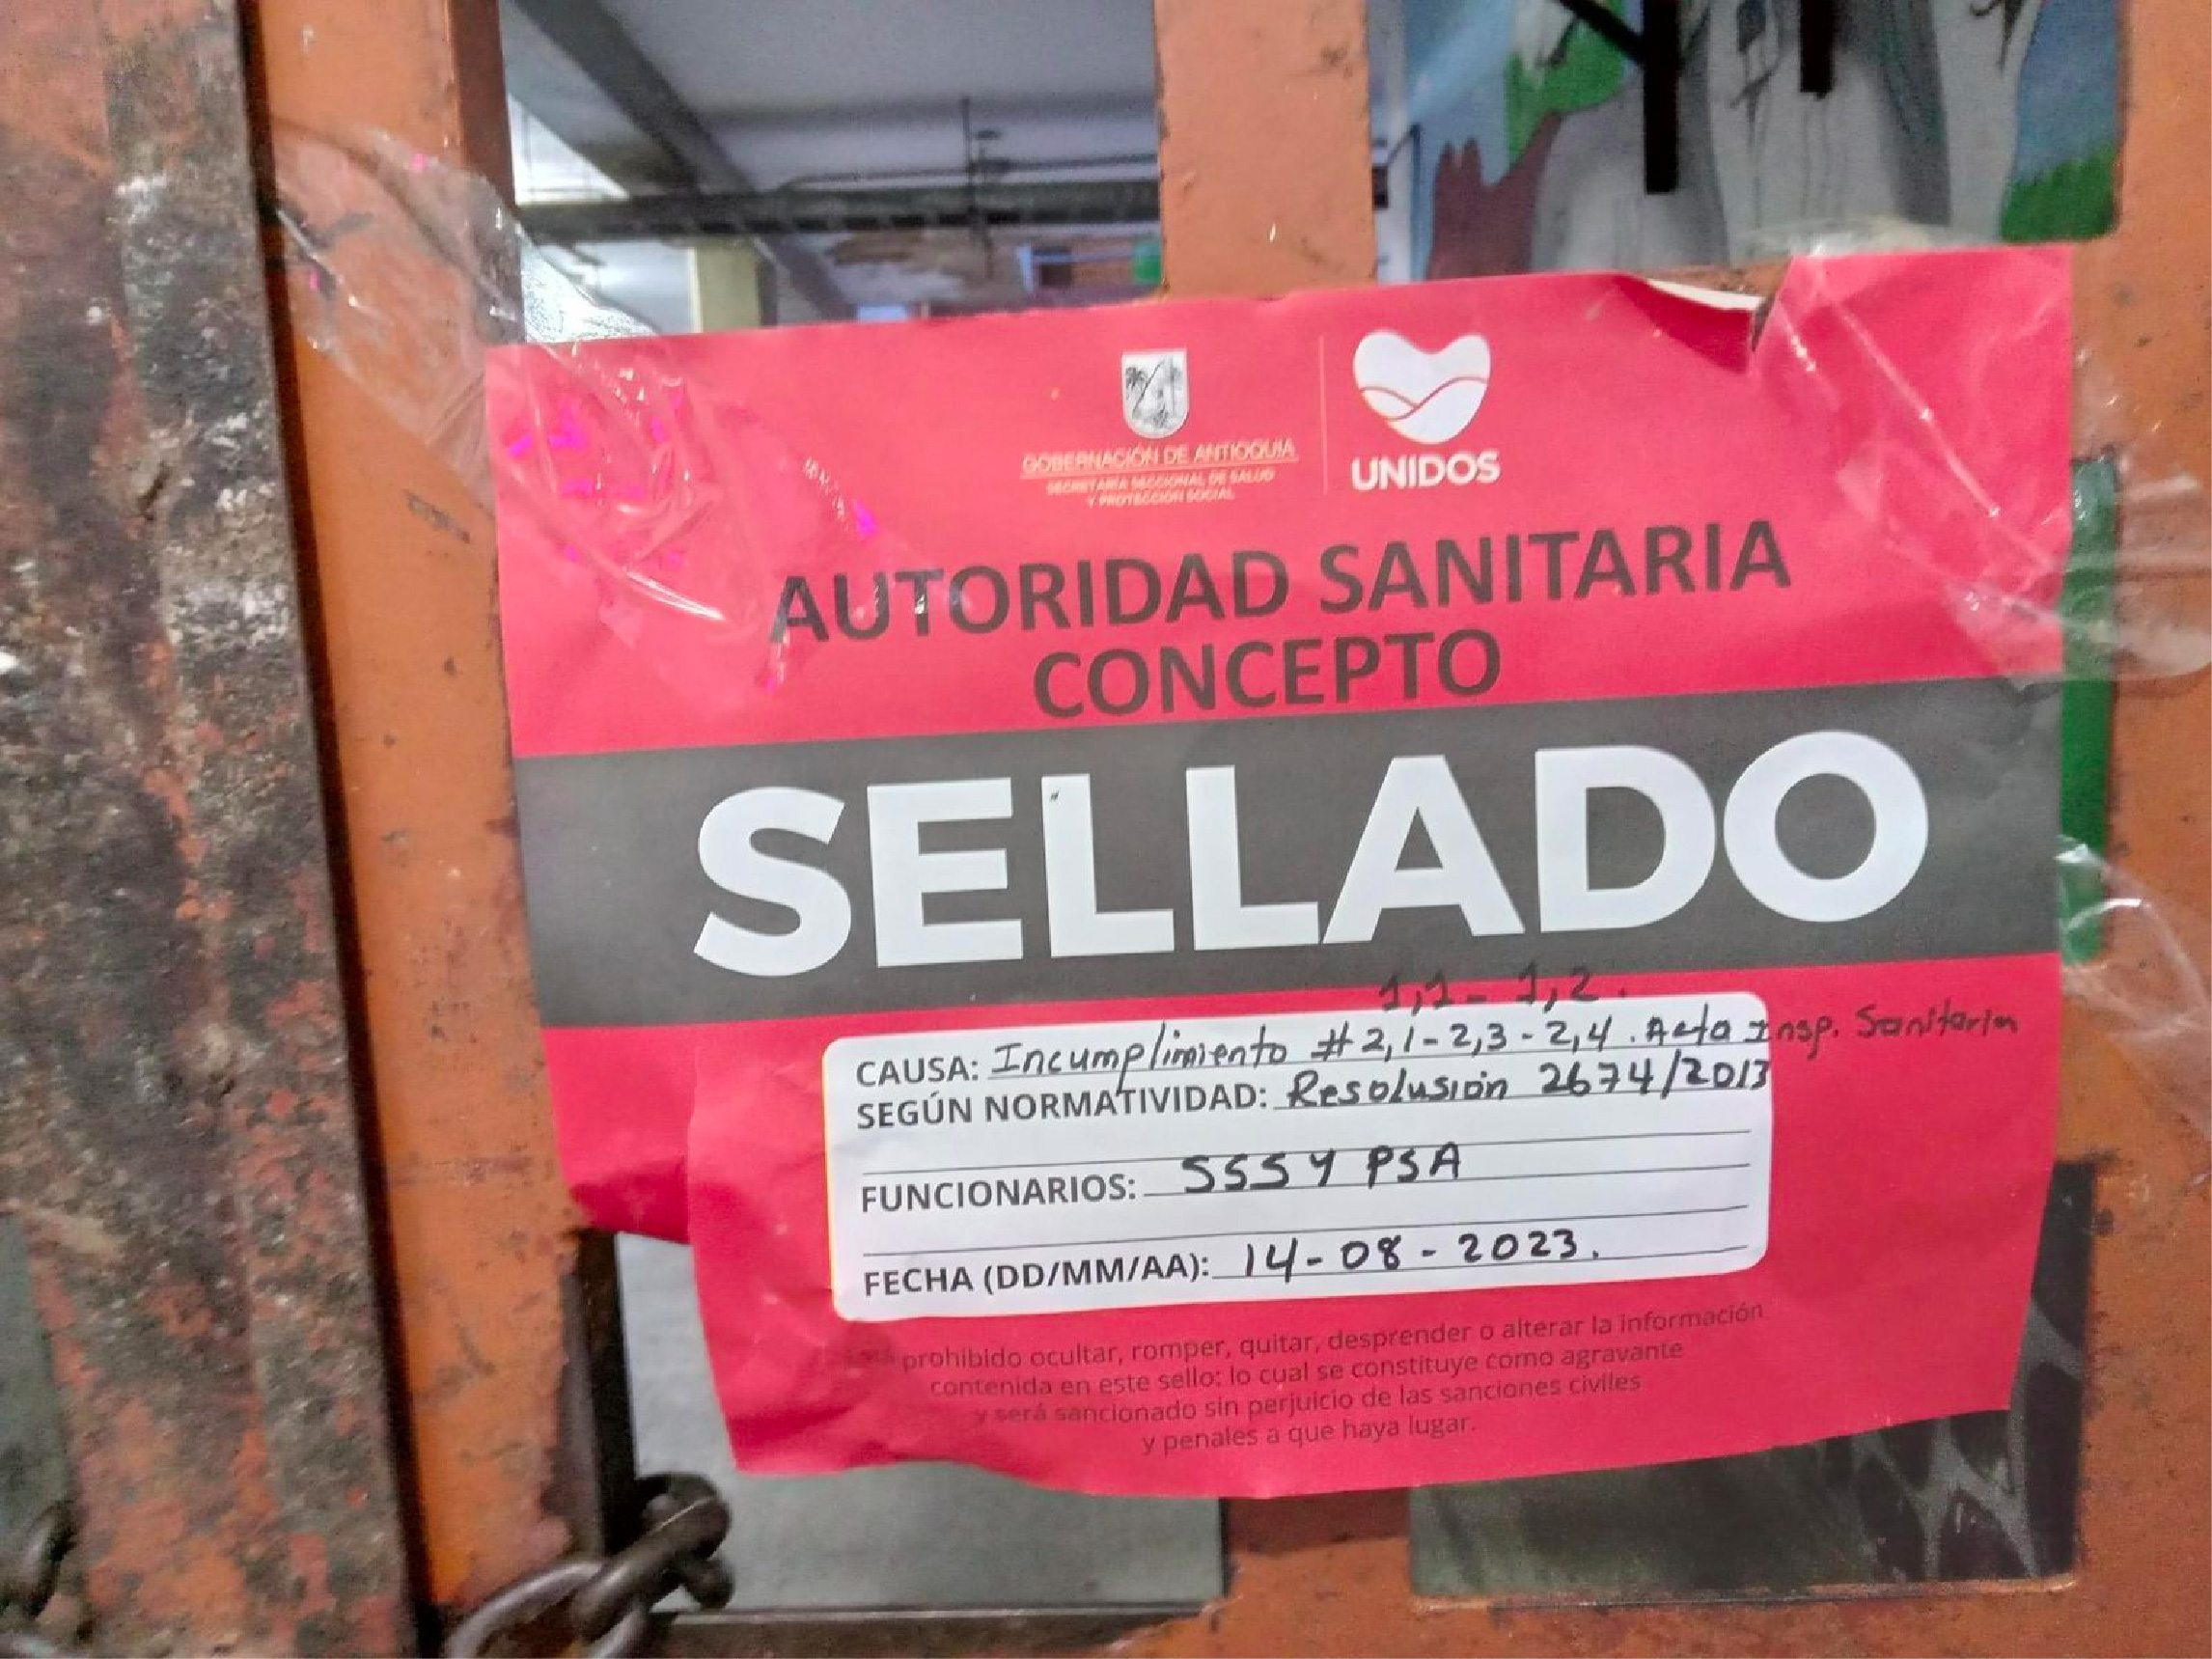 GOBERNACIÓN DE ANTIOQUIA
SECRETARÍA SECCIONAL DE SALUD
Y PROTECCIÓN SOCIAL
UNIDOS
AUTORIDAD SANITARIA
CONCEPTO
SELLADO
1,1 - 1,2.
CAUSA: Incumplimiento # 2,1 - 2,3 - 2,4. Acta Insp. Sanitaria
SEGÚN NORMATIVIDAD: Resolusión 2674/2013
FUNCIONARIOS: SSSYPSA
FECHA (DD/MM/AA): 14-08-2023.
Está prohibido ocultar, romper, quitar, desprender o alterar la información
contenida en este sello: lo cual se constituye como agravante
y será sancionado sin perjuicio de las sanciones civiles
y penales a que haya lugar.